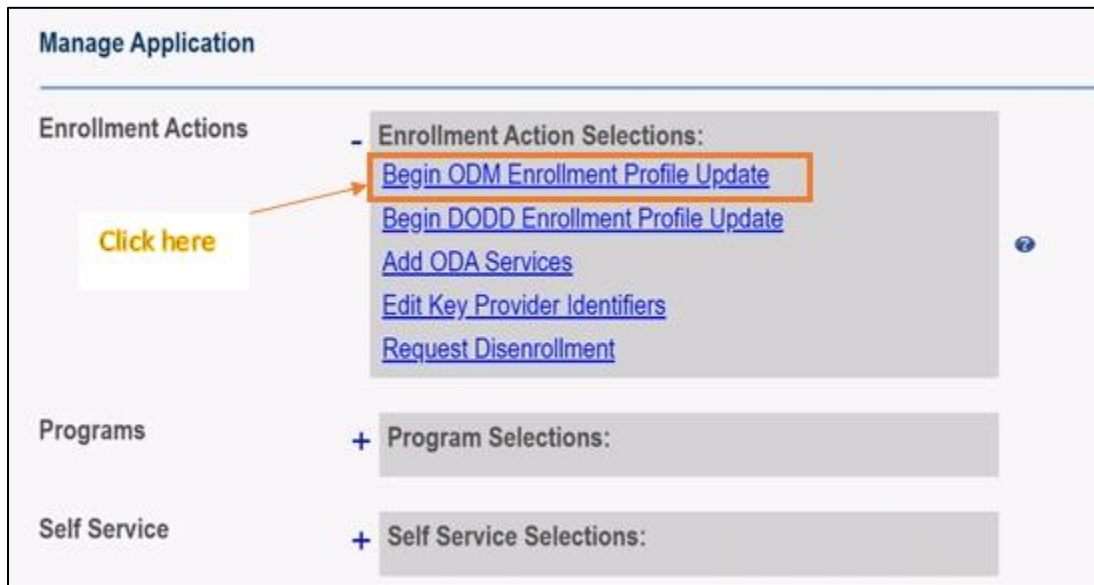 Manage Application
Enrollment Actions
- Enrollment Action Selections:
Begin ODM Enrollment Profile Update
Begin DODD Enrollment Profile Update
Click here
Add ODA Services
Edit Key Provider Identifiers
Request Disenrollment
?
Programs
+ Program Selections:
Self Service
+ Self Service Selections: